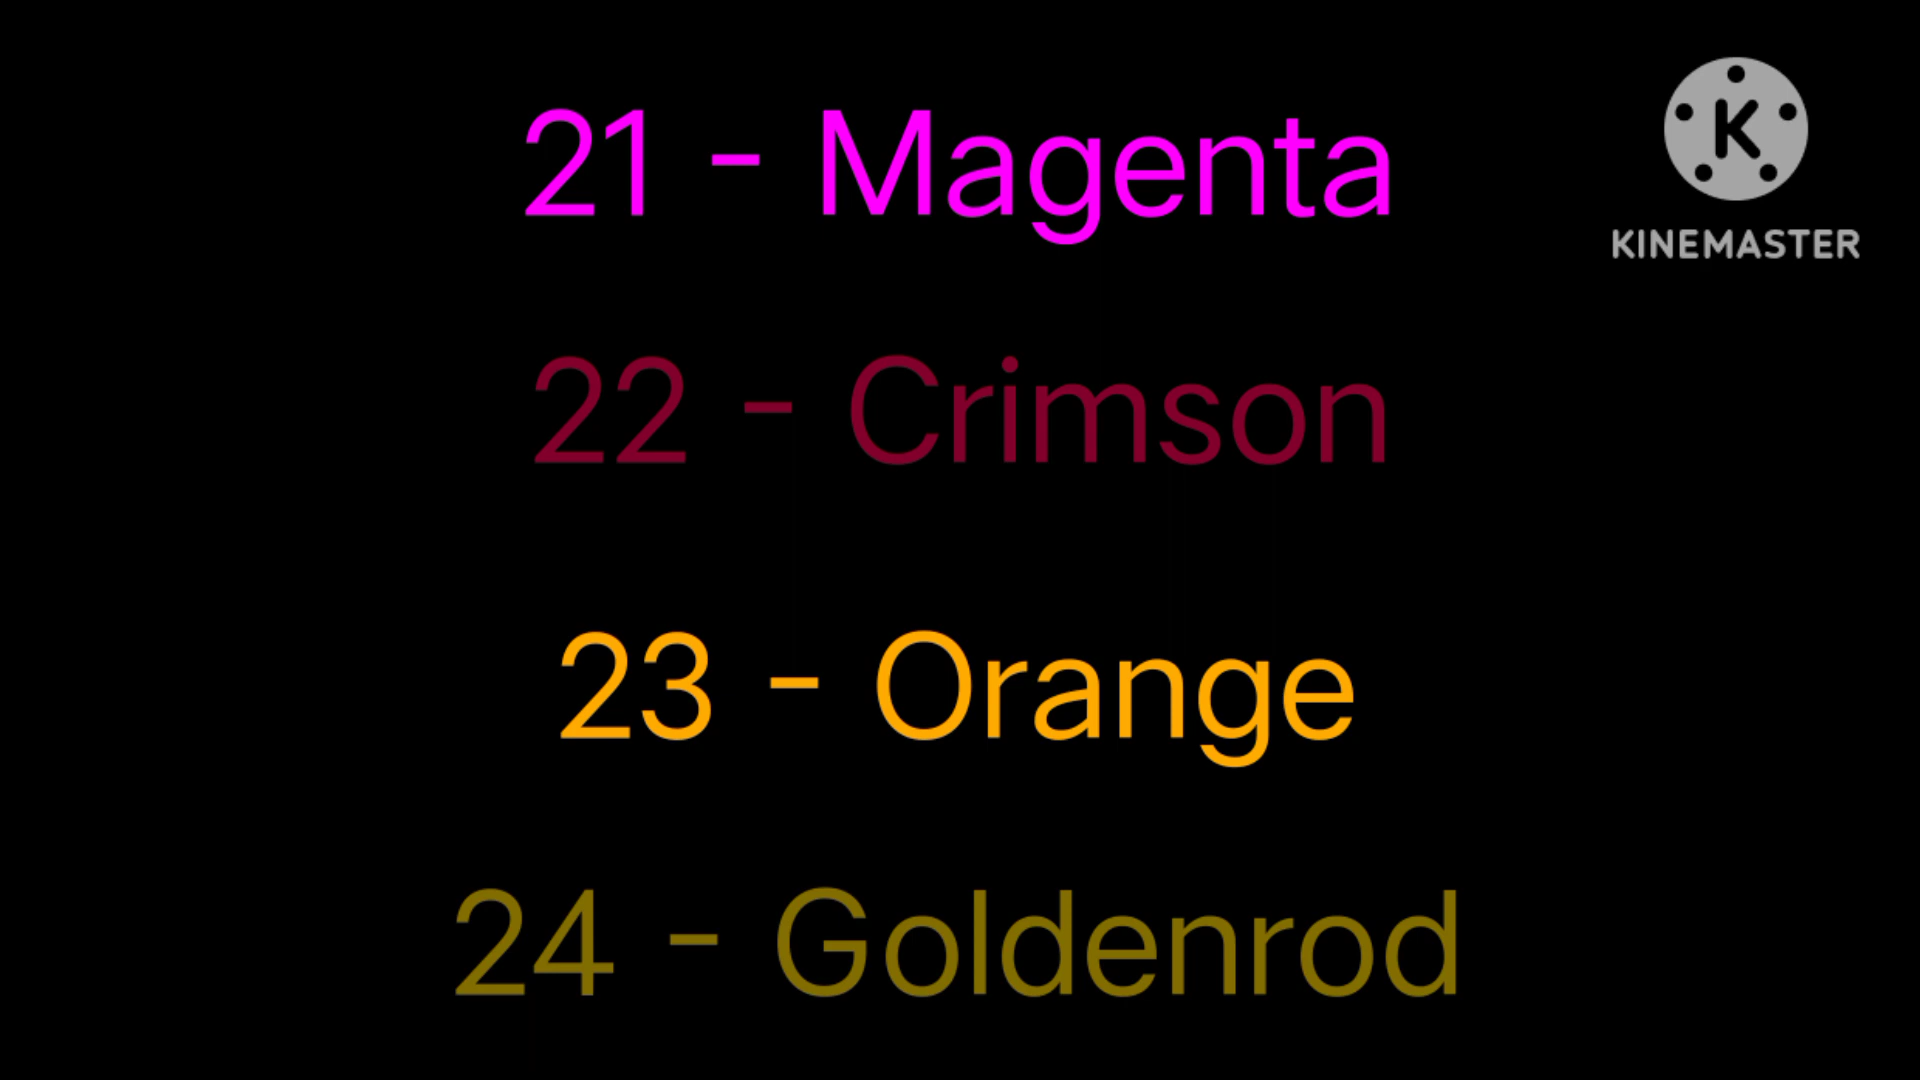 21 - Magenta
K
KINEMASTER
22 - Crimson
23 - Orange
24 - Goldenrod